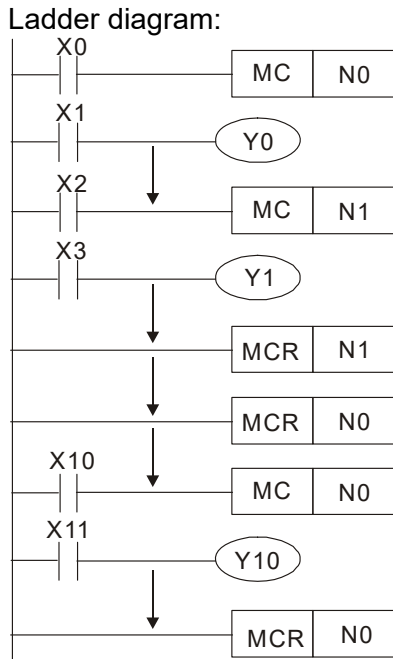 Ladder diagram:
X0
MC N0
X1
Y0
X2
MC N1
X3
Y1
MCR N1
MCR N0
X10
MC N0
X11
Y10
MCR N0